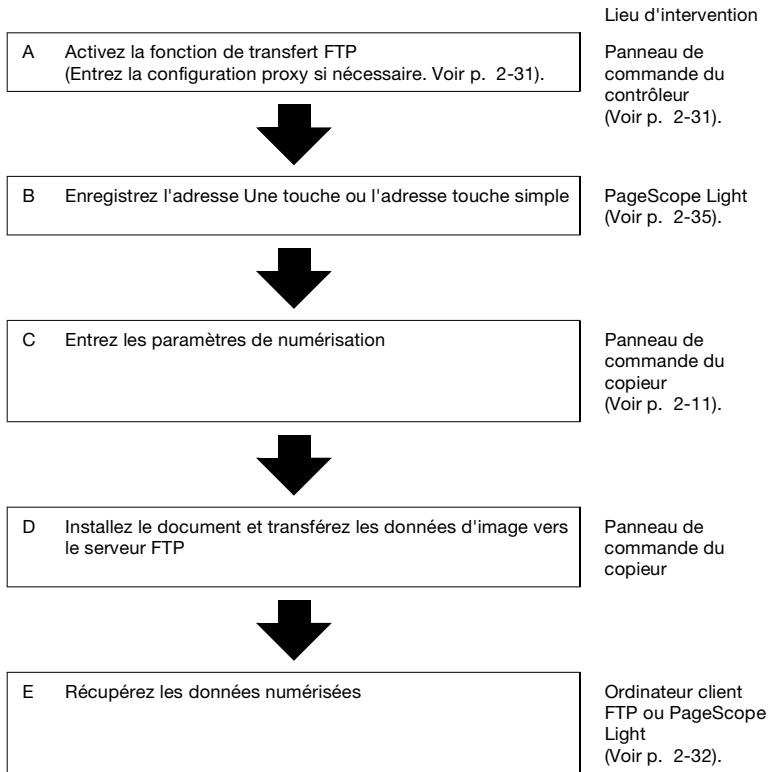 Lieu d'intervention
A Activez la fonction de transfert FTP
(Entrez la configuration proxy si nécessaire. Voir p. 2-31).
Panneau de
commande du
contrôleur
(Voir p. 2-31).
B Enregistrez l'adresse Une touche ou l'adresse touche simple
PageScope Light
(Voir p. 2-35).
C Entrez les paramètres de numérisation
Panneau de
commande du
copieur
(Voir p. 2-11).
D Installez le document et transférez les données d'image vers
le serveur FTP
Panneau de
commande du
copieur
E Récupérez les données numérisées
Ordinateur client
FTP ou PageScope
Light
(Voir p. 2-32).